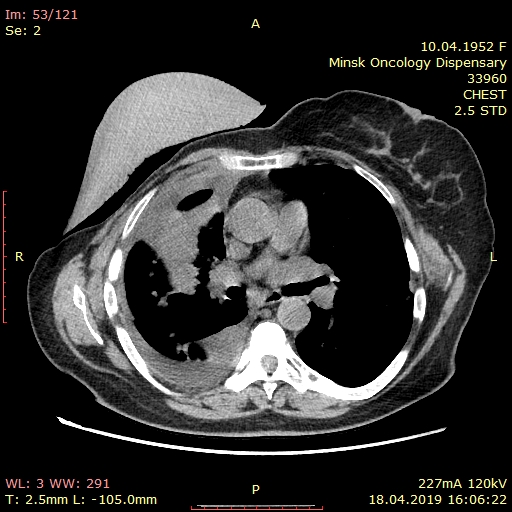 Im: 53/121
Se: 2
A
10.04.1952 F
Minsk Oncology Dispensary
33960
CHEST
2.5 STD
R
L
WL: 3 WW: 291
T: 2.5mm L: -105.0mm
P
227mA 120kV
18.04.2019 16:06:22